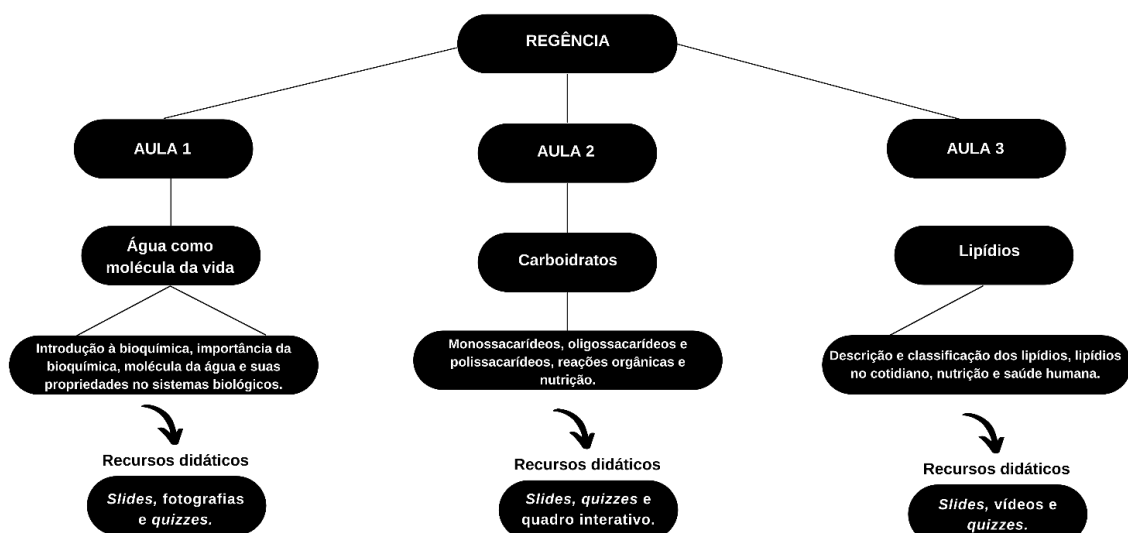 REGÊNCIA
AULA 1
AULA 2
AULA 3
Água como
molécula da vida
Carboidratos
Lipídios
Introdução à bioquímica, importância da
bioquímica, molécula da água e suas
propriedades no sistemas biológicos.
Monossacarídeos, oligossacarídeos e
polissacarídeos, reações orgânicas e
nutrição.
Descrição e classificação dos lipídios, lipídios
no cotidiano, nutrição e saúde humana.
Recursos didáticos
Slides, fotografias
e quizzes.
Recursos didáticos
Slides, quizzes e
quadro interativo.
Recursos didáticos
Slides, vídeos e
quizzes.